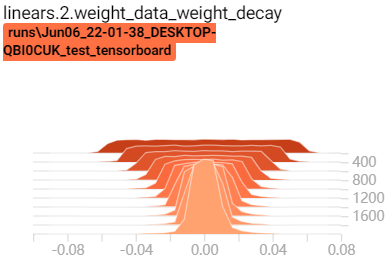 linears.2.weight_data_weight_decay
runs\Jun06_22-01-38_DESKTOP-
QBI0CUK_test_tensorboard
400
800
1200
1600
-0.08 -0.04 0.00 0.04 0.08